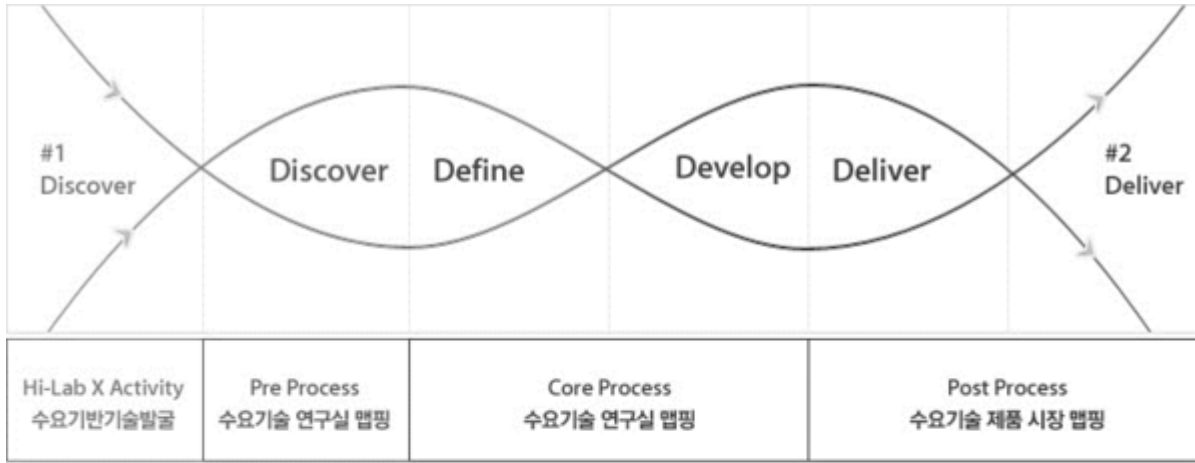 #1
Discover
Discover
Define
Develop
Deliver
#2
Deliver
Hi-Lab X Activity
수요기반기술발굴
Pre Process
수요기술 연구실 맵핑
Core Process
수요기술 연구실 맵핑
Post Process
수요기술 제품 시장 맵핑